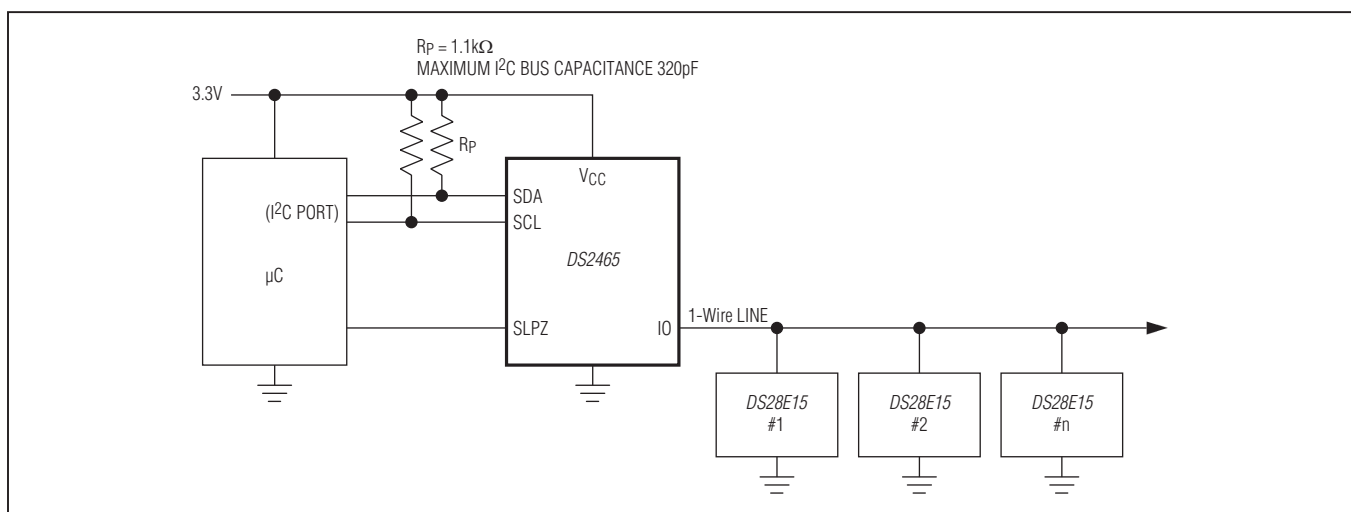 RP = 1.1kΩ
MAXIMUM I²C BUS CAPACITANCE 320pF
3.3V
RP
VCC
(I²C PORT)
SDA
SCL
DS2465
µC
1-Wire LINE
SLPZ
IO
DS28E15
#1
DS28E15
#2
DS28E15
#n